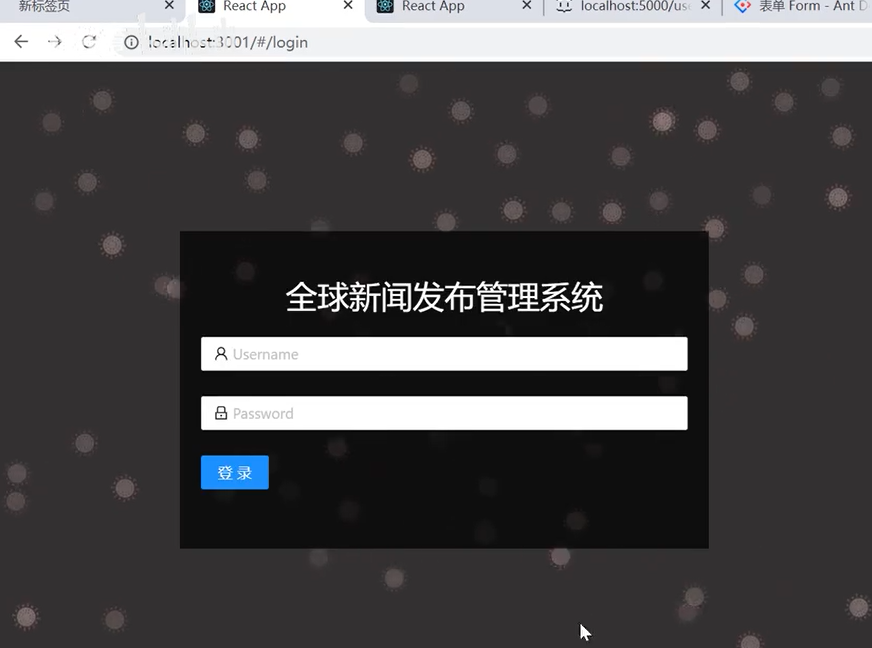 新标签页
React App
React App
localhost:5000/us
表单 Form - Ant D
localhost:3001/#/login
全球新闻发布管理系统
Username
Password
登 录